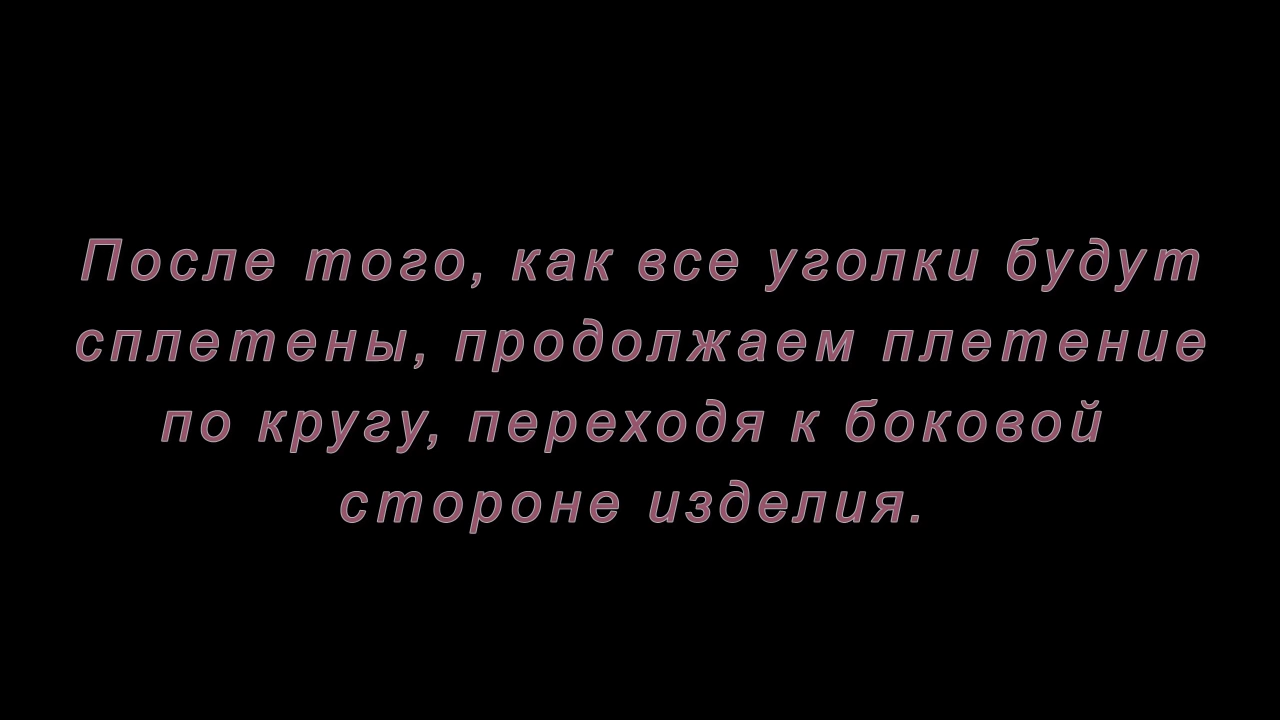 После того, как все уголки будут
сплетены, продолжаем плетение
по кругу, переходя к боковой
стороне изделия.